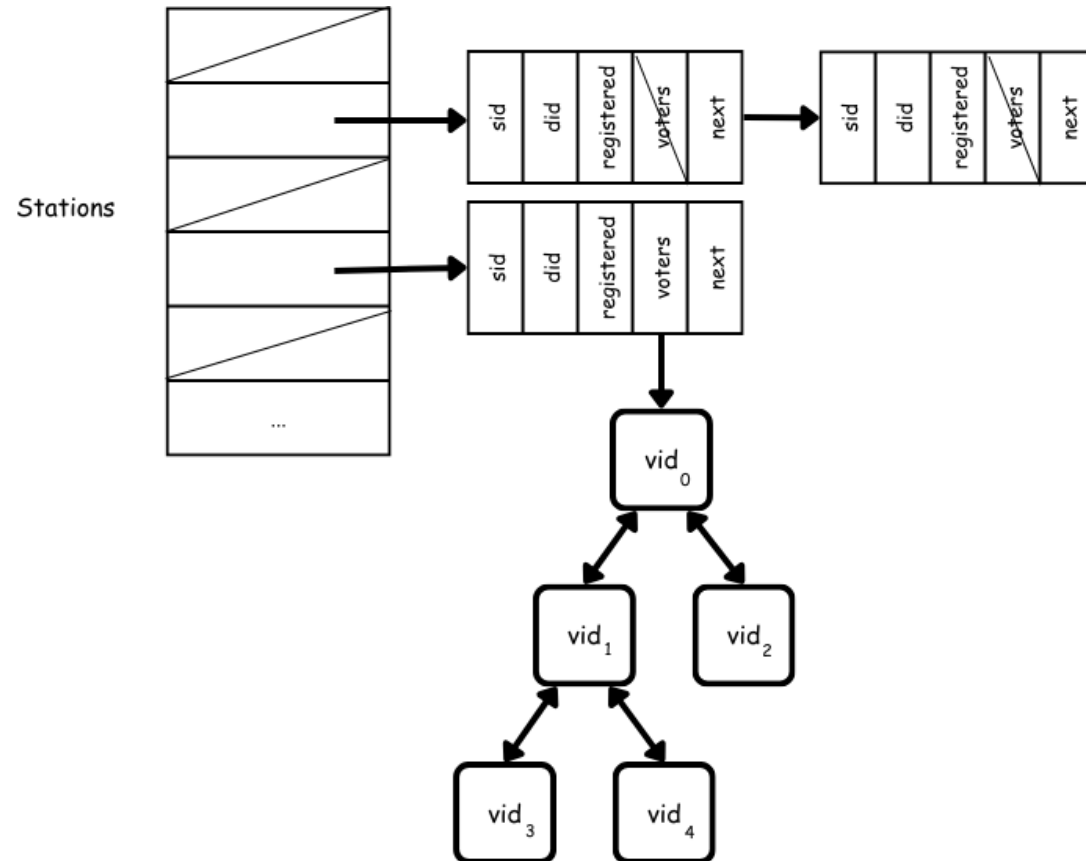 sid
did
registered
voters
next
sid
did
registered
voters
next
Stations
sid
did
registered
voters
next
...
vid0
vid1
vid2
vid3
vid4